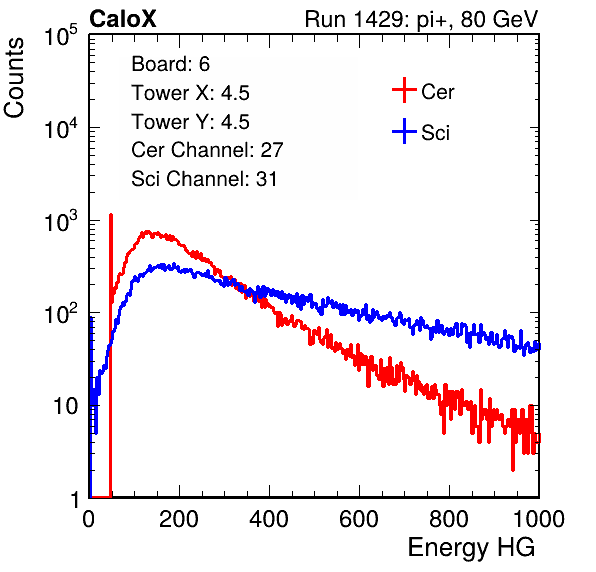 CaloX Run 1429: pi+, 80 GeV
Counts
Board: 6
Tower X: 4.5
Tower Y: 4.5
Cer Channel: 27
Sci Channel: 31
Cer
Sci
10^5
10^4
10^3
10^2
10
1
0 200 400 600 800 1000
Energy HG